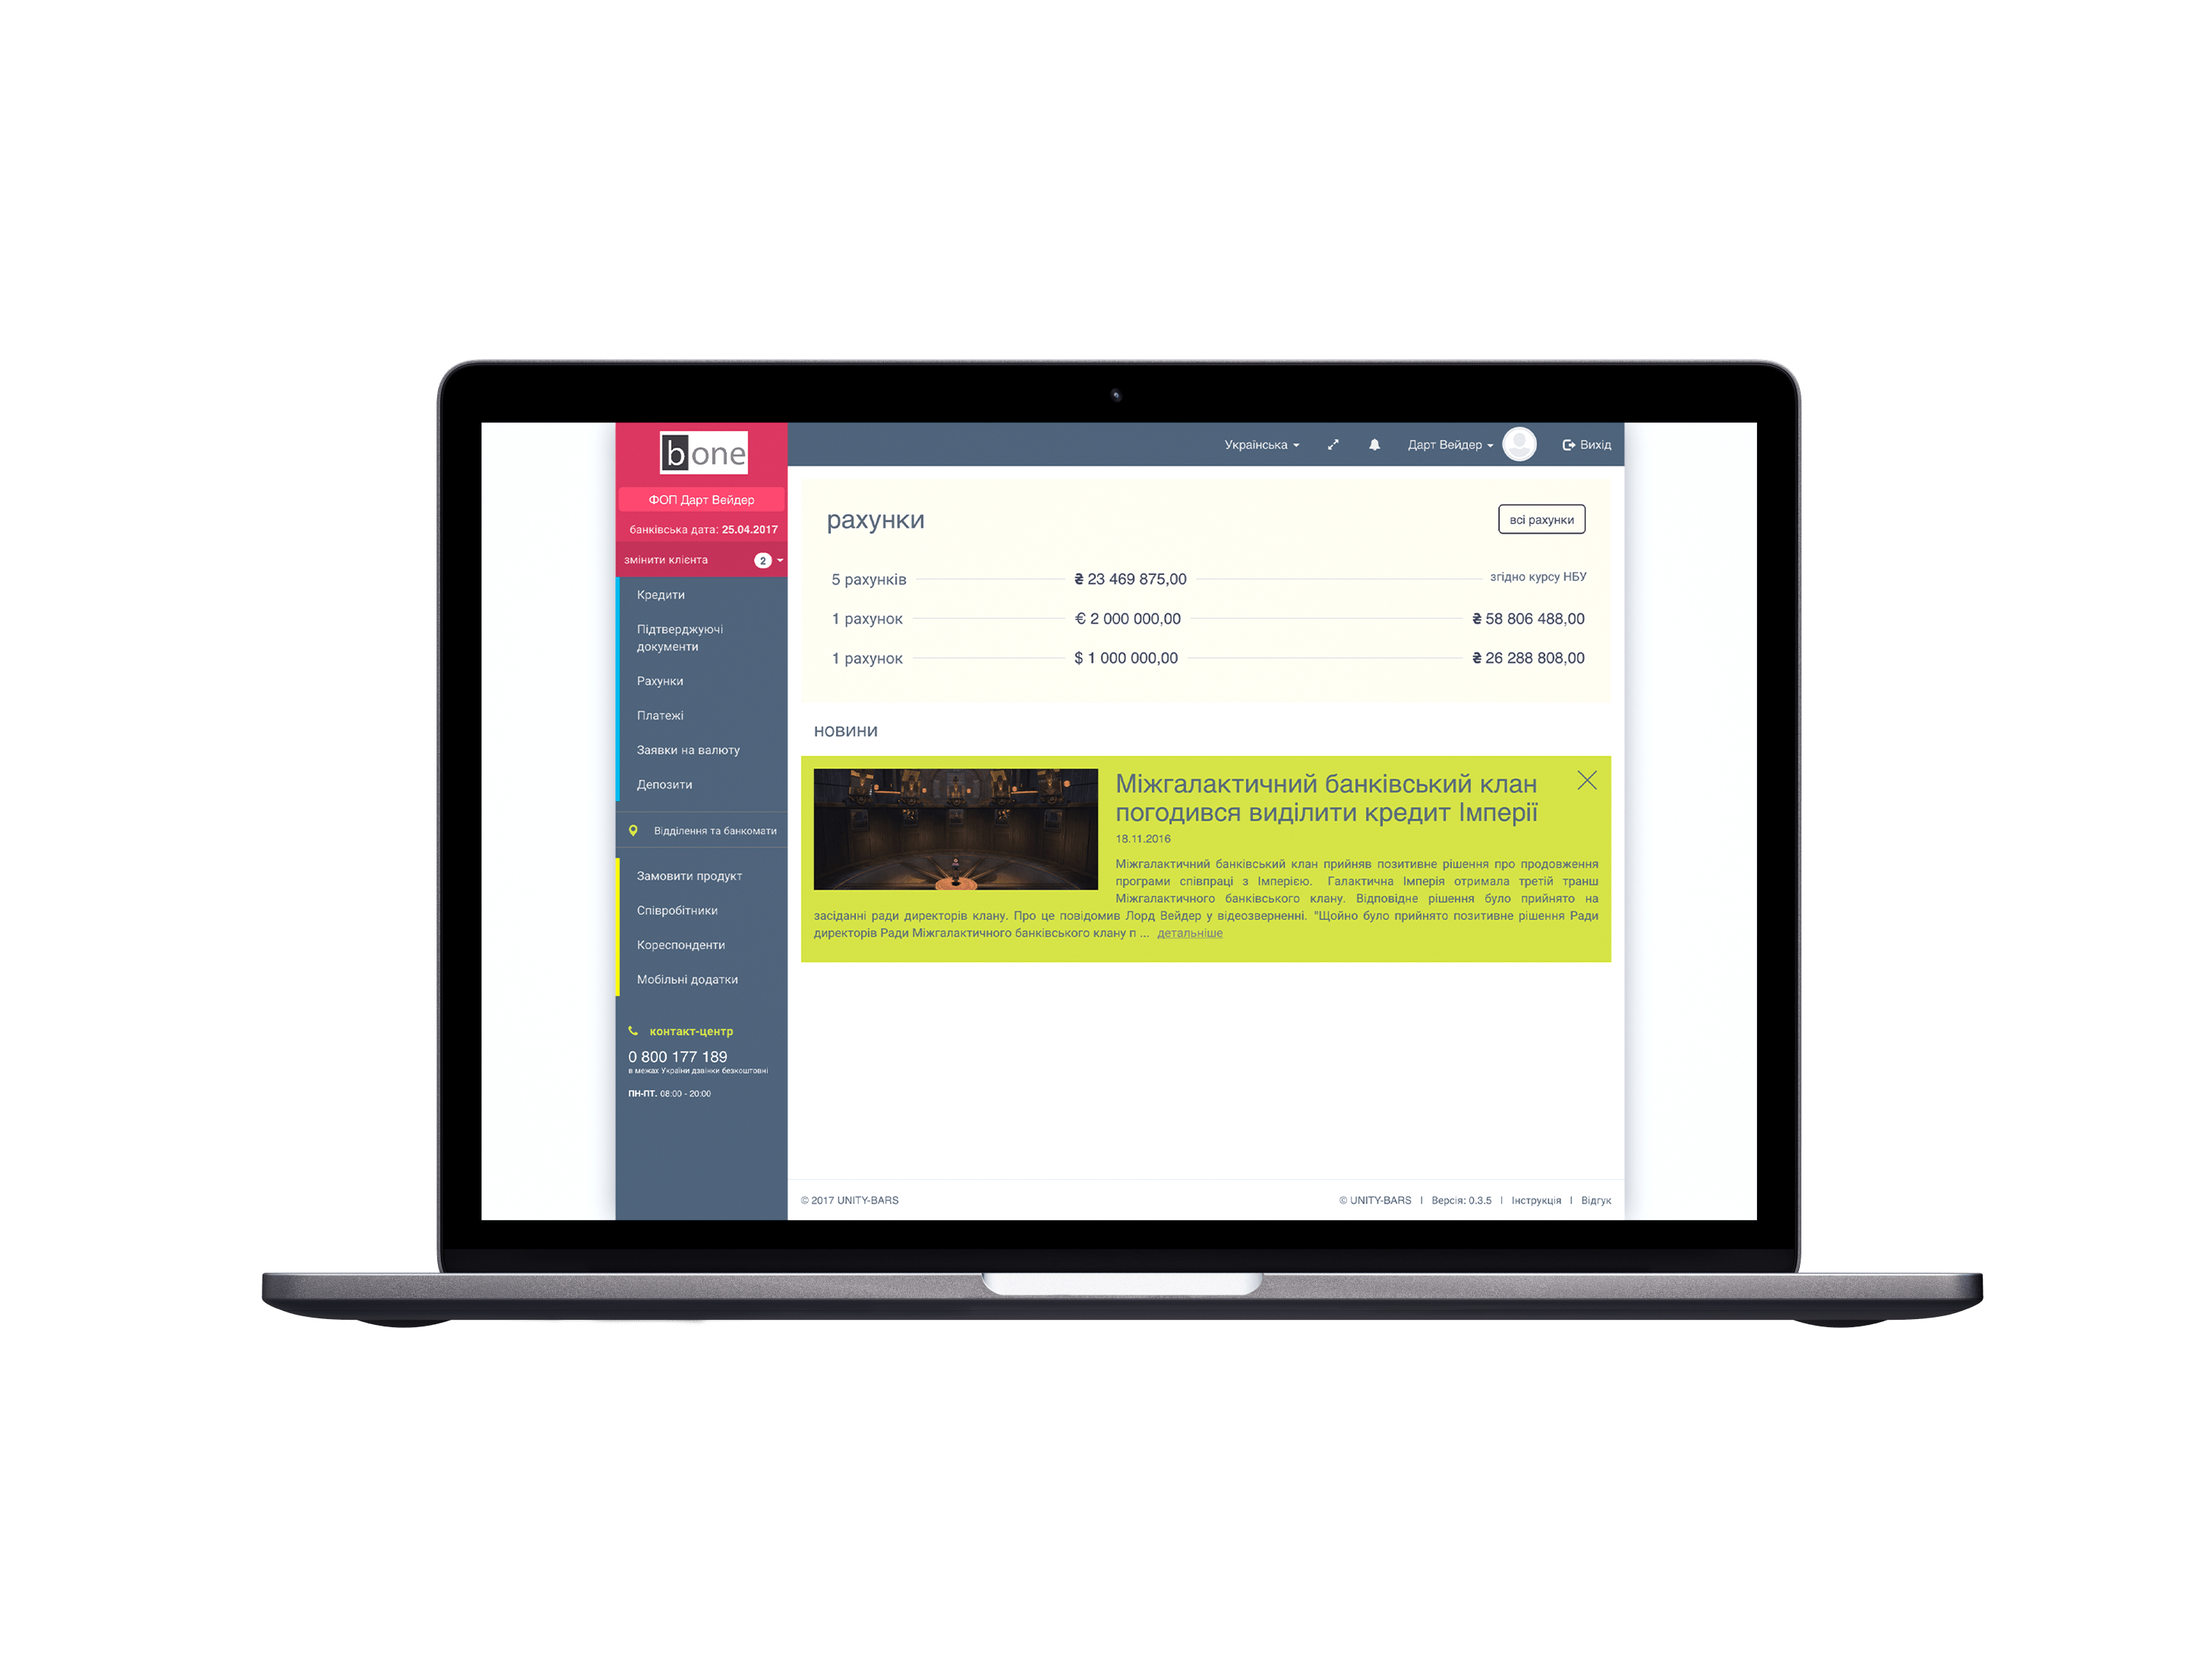 bone
Українська
Дарт Вейдер
Вихід
ФОП Дарт Вейдер
банківська дата: 25.04.2017
змінити клієнта 2
Кредити
Підтверджуючі
документи
Рахунки
Платежі
Заявки на валюту
Депозити
Відділення та банкомати
Замовити продукт
Співробітники
Кореспонденти
Мобільні додатки
контакт-центр
0 800 177 189
в межах України дзвінки безкоштовні
ПН-ПТ. 08:00 - 20:00
рахунки
всі рахунки
5 рахунків ₴ 23 469 875,00 згідно курсу НБУ
1 рахунок € 2 000 000,00 ₴ 58 806 488,00
1 рахунок $ 1 000 000,00 ₴ 26 288 808,00
новини
Міжгалактичний банківський клан
погодився виділити кредит Імперії
18.11.2016
Міжгалактичний банківський клан прийняв позитивне рішення про продовження
програми співпраці з Імперією. Галактична Імперія отримала третій транш
Міжгалактичного банківського клану. Відповідне рішення було прийнято на
засіданні ради директорів клану. Про це повідомив Лорд Вейдер у відеозверненні. "Щойно було прийнято позитивне рішення Ради
директорів Ради Міжгалактичного банківського клану п ... детальніше
© 2017 UNITY-BARS
© UNITY-BARS | Версія: 0.3.5 | Інструкція | Відгук